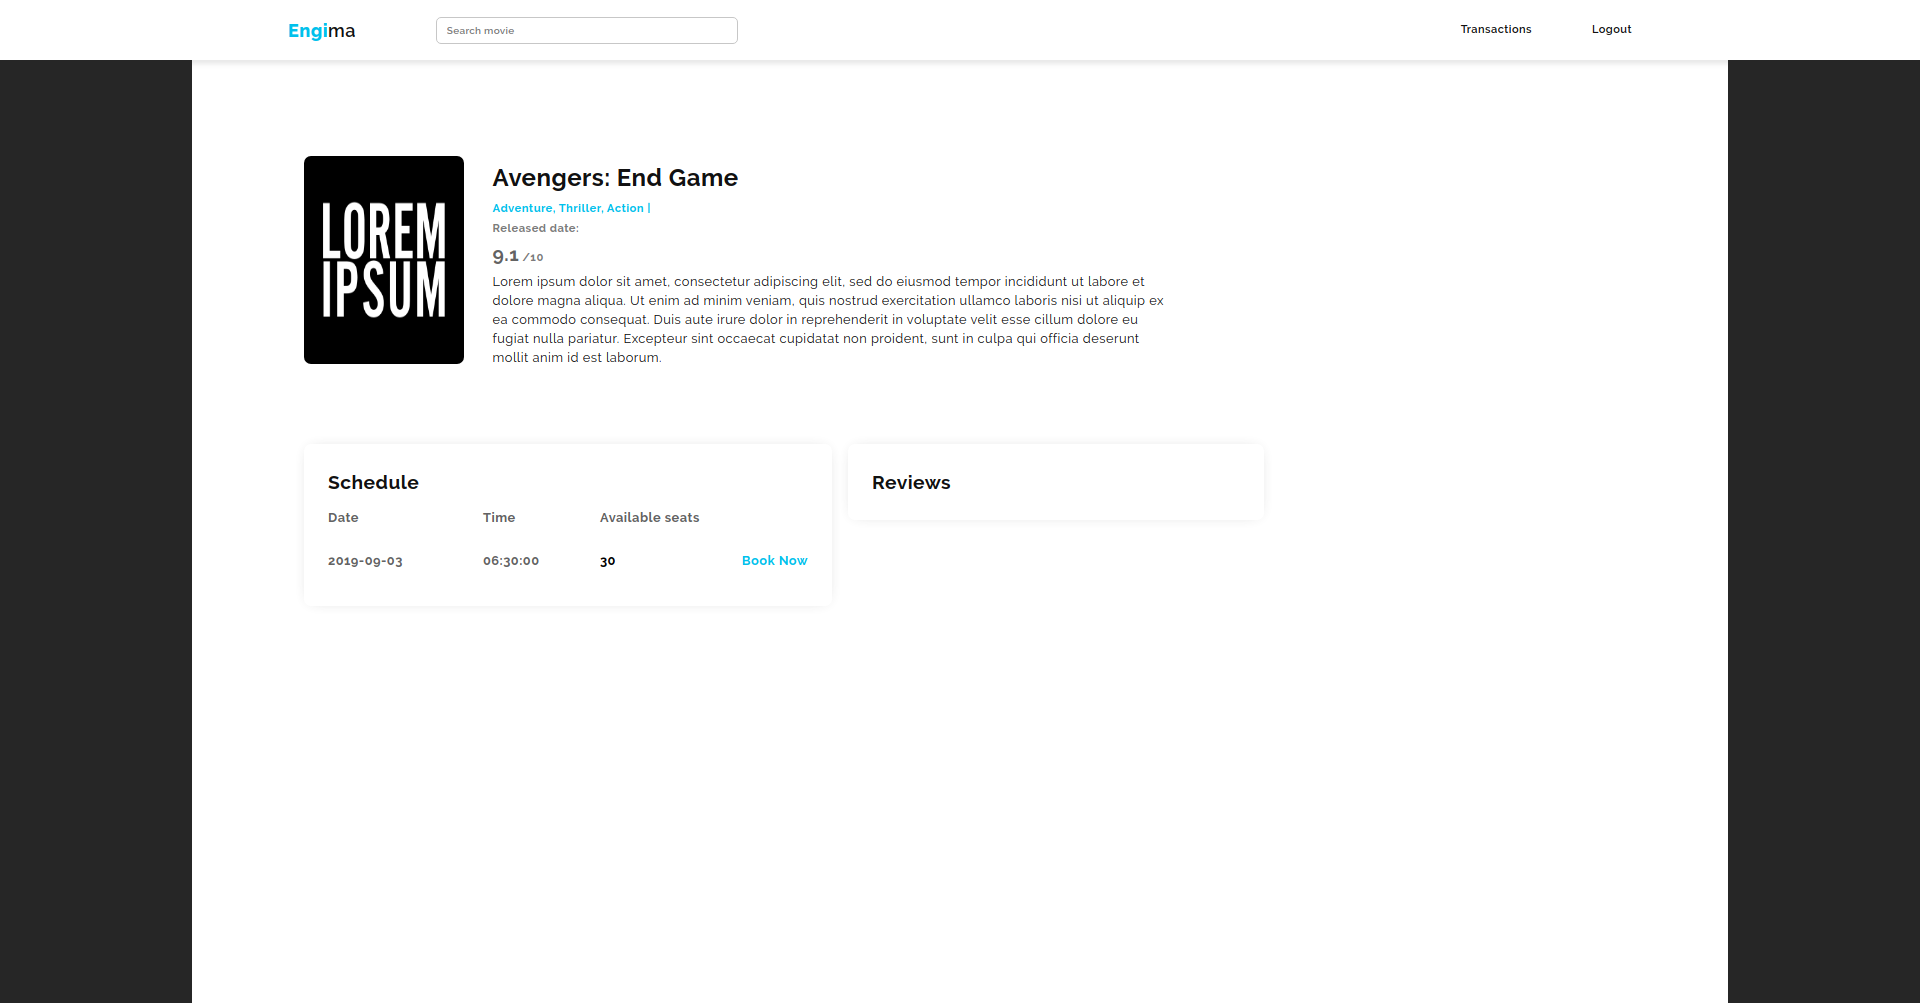 Engima
Search movie
Transactions
Logout
LOREM
IPSUM
Avengers: End Game
Adventure, Thriller, Action |
Released date:
9.1 /10
Lorem ipsum dolor sit amet, consectetur adipiscing elit, sed do eiusmod tempor incididunt ut labore et
dolore magna aliqua. Ut enim ad minim veniam, quis nostrud exercitation ullamco laboris nisi ut aliquip ex
ea commodo consequat. Duis aute irure dolor in reprehenderit in voluptate velit esse cillum dolore eu
fugiat nulla pariatur. Excepteur sint occaecat cupidatat non proident, sunt in culpa qui officia deserunt
mollit anim id est laborum.
Schedule
Date Time Available seats
2019-09-03 06:30:00 30 Book Now
Reviews